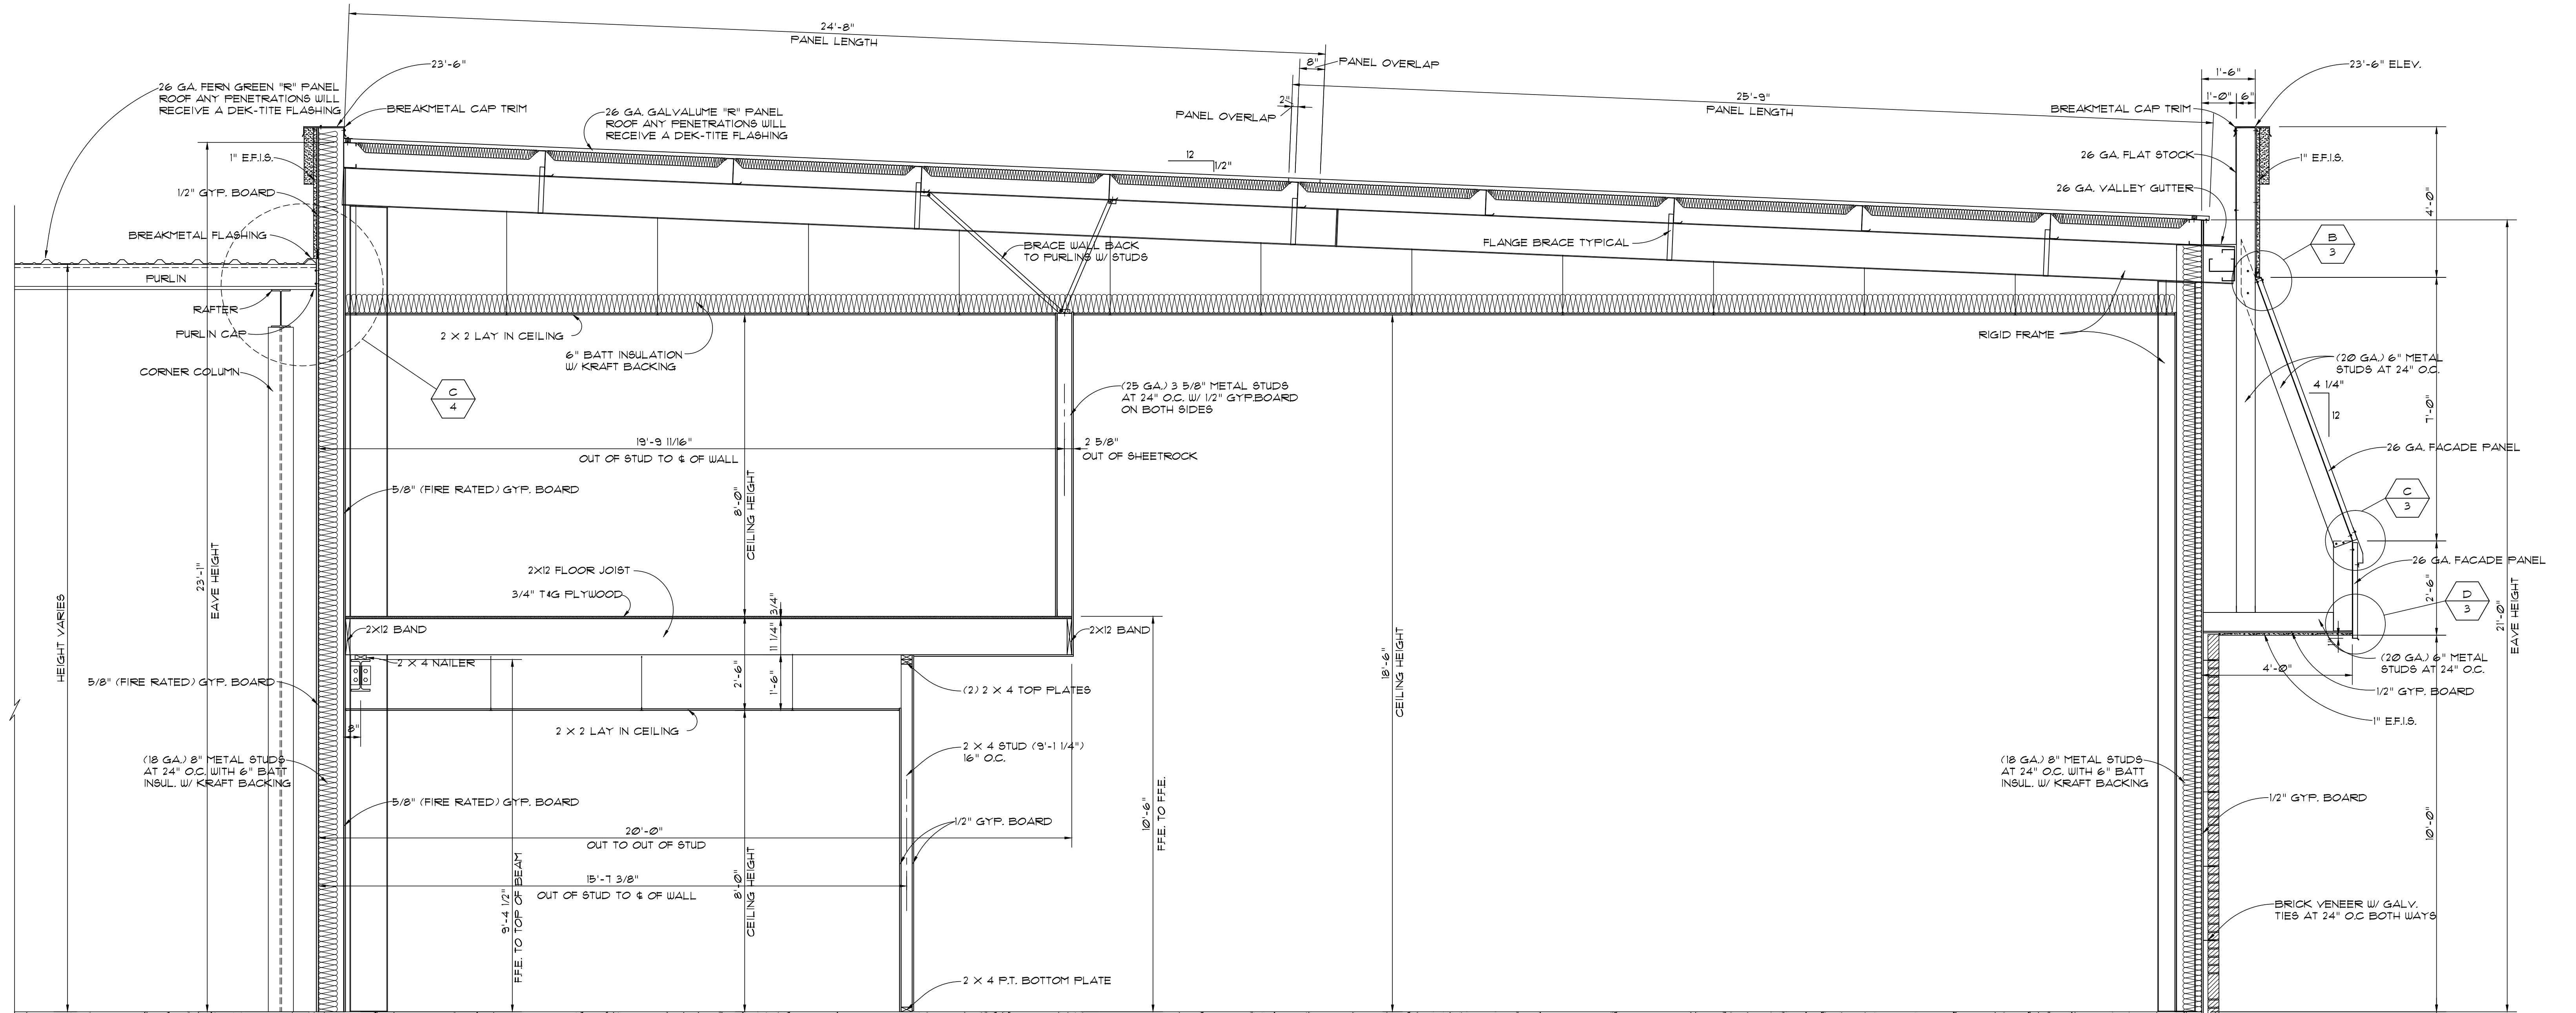 24'-8"
PANEL LENGTH
8"
PANEL OVERLAP
23'-6"
26 GA. FERN GREEN "R" PANEL
ROOF ANY PENETRATIONS WILL
RECEIVE A DEK-TITE FLASHING
BREAKMETAL CAP TRIM
26 GA. GALVALUME "R" PANEL
ROOF ANY PENETRATIONS WILL
RECEIVE A DEK-TITE FLASHING
2"
PANEL OVERLAP
25'-9"
PANEL LENGTH
23'-6" ELEV.
1'-6"
1'-0"
6"
BREAKMETAL CAP TRIM
12
1/2"
1" E.F.I.S.
26 GA. FLAT STOCK
1" E.F.I.S.
1/2" GYP. BOARD
26 GA. VALLEY GUTTER
4'-0"
BREAKMETAL FLASHING
BRACE WALL BACK
TO PURLINS W/ STUDS
FLANGE BRACE TYPICAL
B
3
PURLIN
RAFTER
PURLIN CAP
2 X 2 LAY IN CEILING
6" BATT INSULATION
W/ KRAFT BACKING
RIGID FRAME
(20 GA.) 6" METAL
STUDS AT 24" O.C.
CORNER COLUMN
C
4
(25 GA.) 3 5/8" METAL STUDS
AT 24" O.C. W/ 1/2" GYP.BOARD
ON BOTH SIDES
4 1/4"
12
7'-0"
19'-9 11/16"
OUT OF STUD TO ℄ OF WALL
2 5/8"
OUT OF SHEETROCK
26 GA. FACADE PANEL
5/8" (FIRE RATED) GYP. BOARD
8'-0"
CEILING HEIGHT
C
3
23'-1"
EAVE HEIGHT
2X12 FLOOR JOIST
3/4" T&G PLYWOOD
3/4"
26 GA. FACADE PANEL
2'-6"
D
3
HEIGHT VARIES
2X12 BAND
11 1/4"
2X12 BAND
21'-0"
EAVE HEIGHT
2 X 4 NAILER
2'-6"
1'-6"
18'-6"
CEILING HEIGHT
1"
4'-0"
(20 GA.) 6" METAL
STUDS AT 24" O.C.
5/8" (FIRE RATED) GYP. BOARD
(2) 2 X 4 TOP PLATES
1/2" GYP. BOARD
8"
2 X 2 LAY IN CEILING
1" E.F.I.S.
2 X 4 STUD (9'-1 1/4")
16" O.C.
(18 GA.) 8" METAL STUDS
AT 24" O.C. WITH 6" BATT
INSUL. W/ KRAFT BACKING
(18 GA.) 8" METAL STUDS
AT 24" O.C. WITH 6" BATT
INSUL. W/ KRAFT BACKING
5/8" (FIRE RATED) GYP. BOARD
1/2" GYP. BOARD
10'-6"
F.F.E. TO F.F.E.
1/2" GYP. BOARD
10'-0"
20'-0"
OUT TO OUT OF STUD
15'-7 3/8"
OUT OF STUD TO ℄ OF WALL
9'-4 1/2"
F.F.E. TO TOP OF BEAM
8'-0"
CEILING HEIGHT
BRICK VENEER W/ GALV.
TIES AT 24" O.C BOTH WAYS
2 X 4 P.T. BOTTOM PLATE